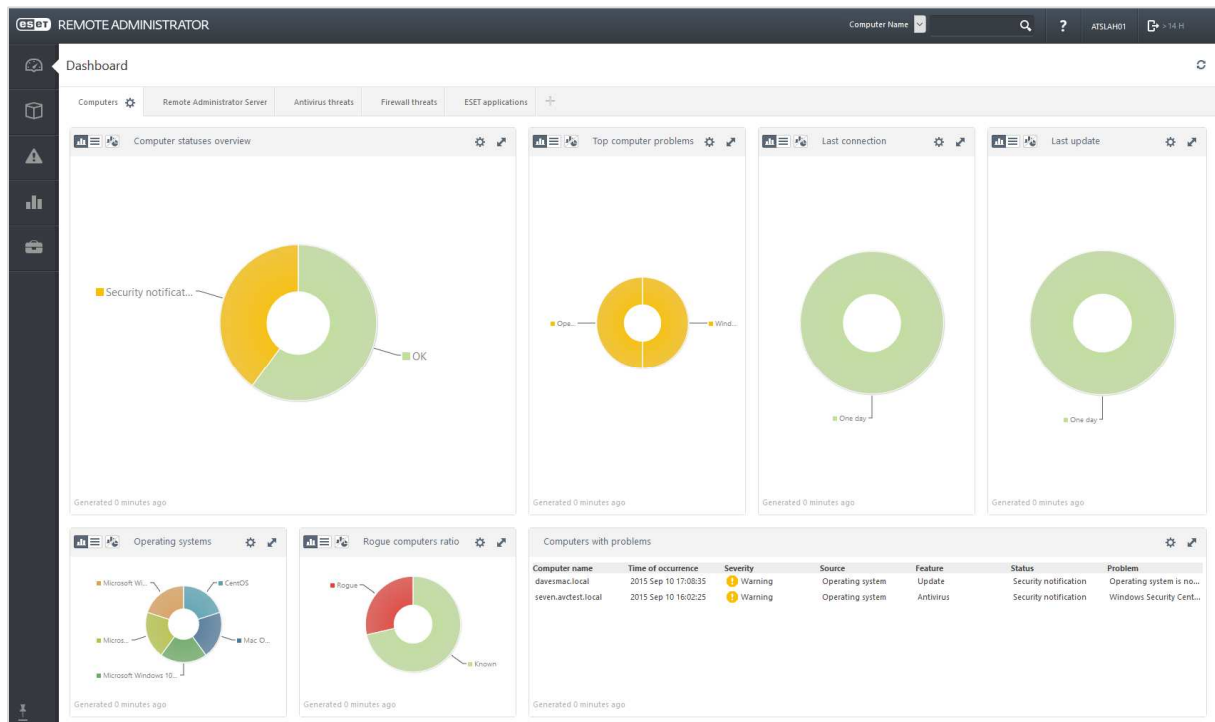 eset REMOTE ADMINISTRATOR
Computer Name
?
ATSLAH01
> 14 H
Dashboard
Computers
Remote Administrator Server
Antivirus threats
Firewall threats
ESET applications
Computer statuses overview
Security notificat...
OK
Generated 0 minutes ago
Top computer problems
Ope...
Wind...
Generated 0 minutes ago
Last connection
One day
Generated 0 minutes ago
Last update
One day
Generated 0 minutes ago
Operating systems
Microsoft Wi...
CentOS
Micros...
Mac O...
Microsoft Windows 10...
Generated 0 minutes ago
Rogue computers ratio
Rogue
Known
Generated 0 minutes ago
Computers with problems
Computer name Time of occurrence Severity Source Feature Status Problem
davesmac.local 2015 Sep 10 17:08:35 Warning Operating system Update Security notification Operating system is no...
seven.avctest.local 2015 Sep 10 16:02:25 Warning Operating system Antivirus Security notification Windows Security Cent...